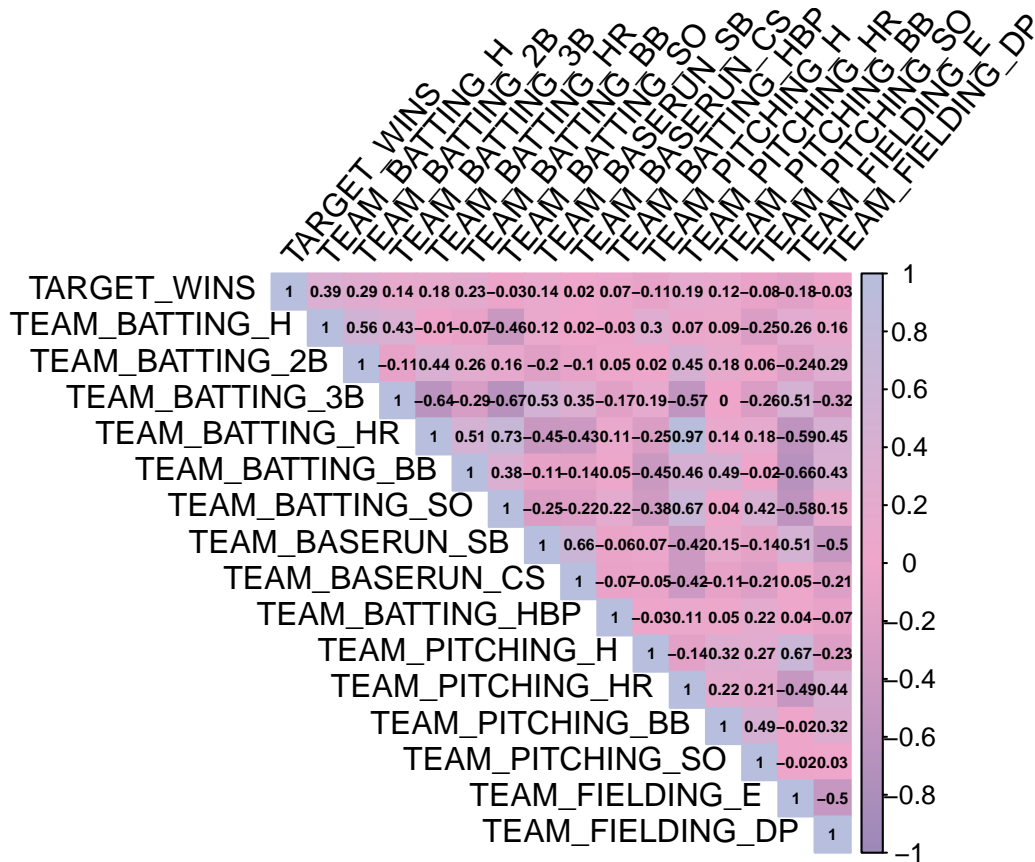 TARGET_WINS
TEAM_BATTING_H
TEAM_BATTING_2B
TEAM_BATTING_3B
TEAM_BATTING_HR
TEAM_BATTING_BB
TEAM_BATTING_SO
TEAM_BASERUN_SB
TEAM_BASERUN_CS
TEAM_BATTING_HBP
TEAM_PITCHING_H
TEAM_PITCHING_HR
TEAM_PITCHING_BB
TEAM_PITCHING_SO
TEAM_FIELDING_E
TEAM_FIELDING_DP
TARGET_WINS 1 0.39 0.29 0.14 0.18 0.23 −0.03 0.14 0.02 0.07 −0.11 0.19 0.12 −0.08 −0.18 −0.03
TEAM_BATTING_H 1 0.56 0.43 −0.01 −0.07 −0.46 0.12 0.02 −0.03 0.3 0.07 0.09 −0.25 0.26 0.16
TEAM_BATTING_2B 1 −0.11 0.44 0.26 0.16 −0.2 −0.1 0.05 0.02 0.45 0.18 0.06 −0.24 0.29
TEAM_BATTING_3B 1 −0.64 −0.29 −0.67 0.53 0.35 −0.17 0.19 −0.57 0 −0.26 0.51 −0.32
TEAM_BATTING_HR 1 0.51 0.73 −0.45 −0.43 0.11 −0.25 0.97 0.14 0.18 −0.59 0.45
TEAM_BATTING_BB 1 0.38 −0.11 −0.14 0.05 −0.45 0.46 0.49 −0.02 −0.66 0.43
TEAM_BATTING_SO 1 −0.25 −0.22 0.22 −0.38 0.67 0.04 0.42 −0.58 0.15
TEAM_BASERUN_SB 1 0.66 −0.06 0.07 −0.42 0.15 −0.14 0.51 −0.5
TEAM_BASERUN_CS 1 −0.07 −0.05 −0.42 −0.11 −0.21 0.05 −0.21
TEAM_BATTING_HBP 1 −0.03 0.11 0.05 0.22 0.04 −0.07
TEAM_PITCHING_H 1 −0.14 0.32 0.27 0.67 −0.23
TEAM_PITCHING_HR 1 0.22 0.21 −0.49 0.44
TEAM_PITCHING_BB 1 0.49 −0.02 0.32
TEAM_PITCHING_SO 1 −0.02 0.03
TEAM_FIELDING_E 1 −0.5
TEAM_FIELDING_DP 1
1
0.8
0.6
0.4
0.2
0
−0.2
−0.4
−0.6
−0.8
−1